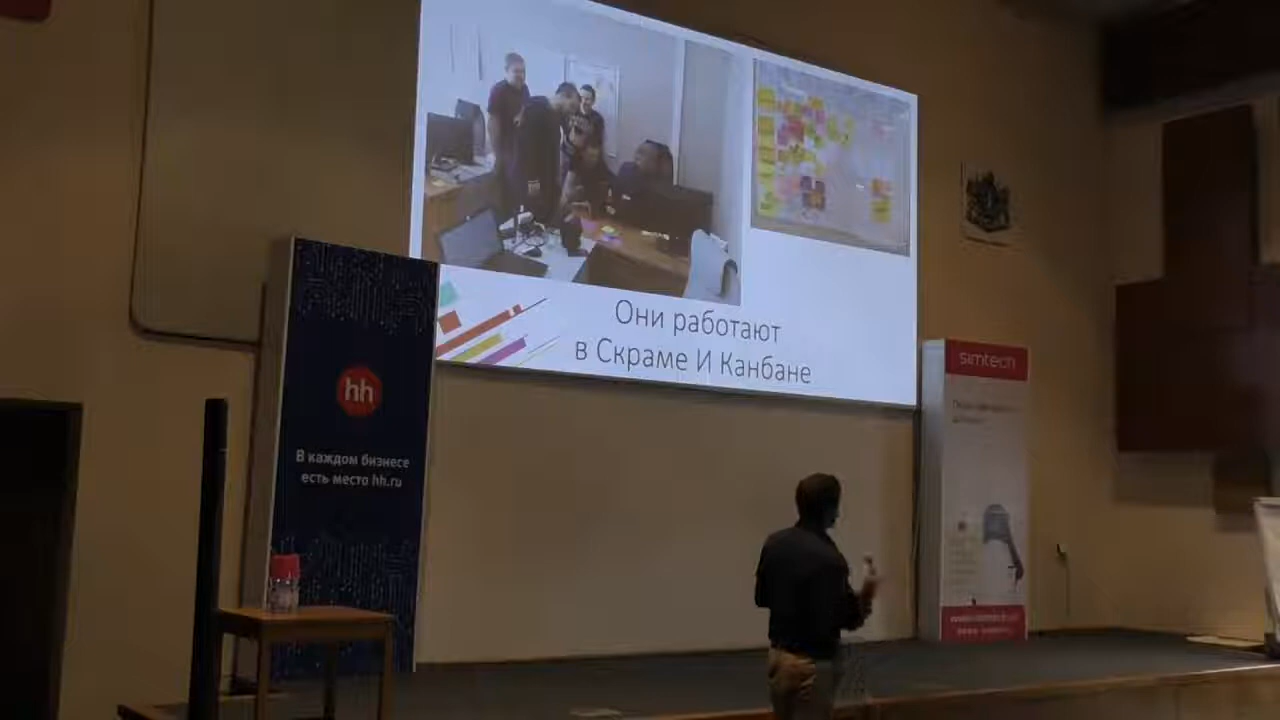 Они работают
в Скраме И Канбане
hh
В каждом бизнесе
есть место hh.ru
simtech